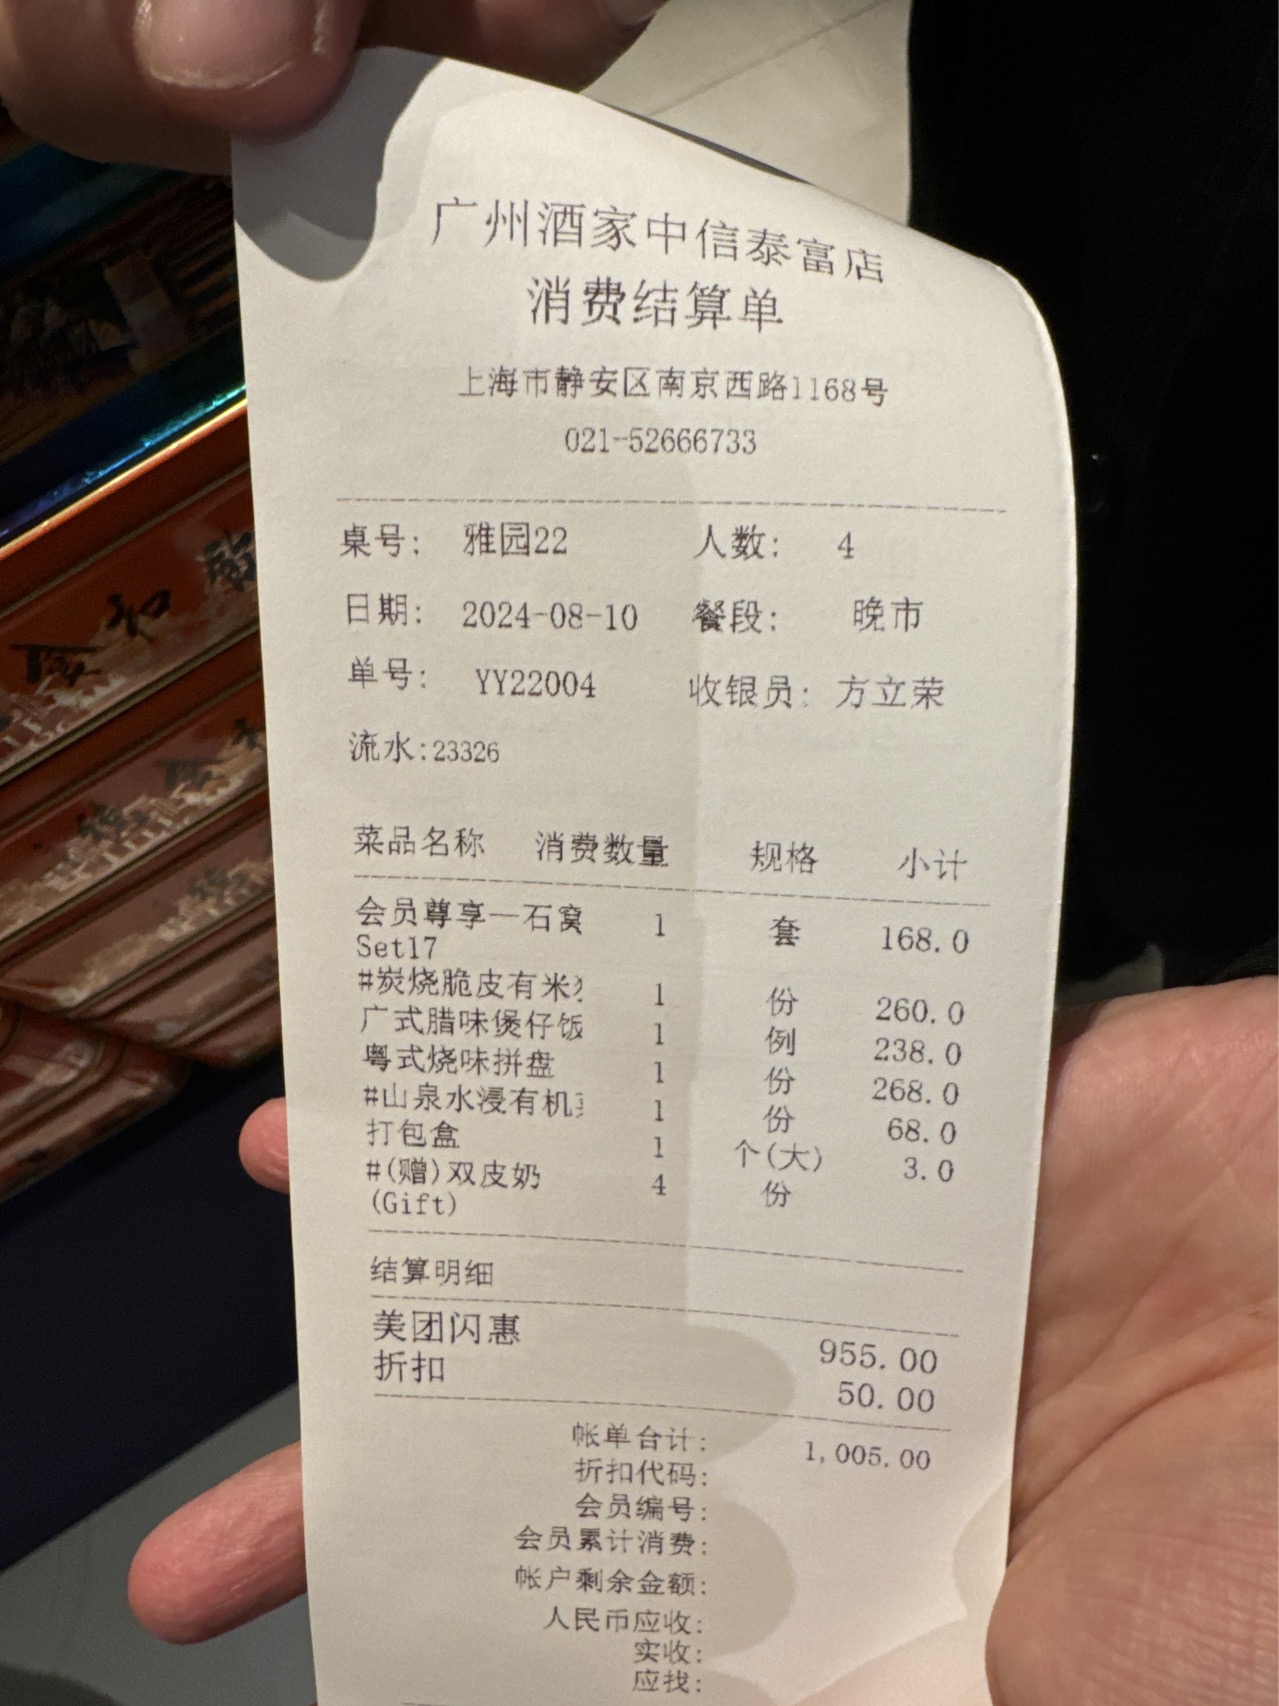 广州酒家中信泰富店
消费结算单
上海市静安区南京西路1168号
021-52666733
桌号: 雅园22 人数: 4
日期: 2024-08-10 餐段: 晚市
单号: YY22004 收银员: 方立荣
流水:23326
菜品名称 消费数量 规格 小计
会员尊享一石窝 1 套 168.0
Set17
#炭烧脆皮有米 1 份 260.0
广式腊味煲仔饭 1 例 238.0
粤式烧味拼盘 1 份 268.0
#山泉水浸有机 1 份 68.0
打包盒 1 个(大) 3.0
#(赠)双皮奶 4 份
(Gift)
结算明细
美团闪惠 955.00
折扣 50.00
帐单合计: 1,005.00
折扣代码:
会员编号:
会员累计消费:
帐户剩余金额:
人民币应收:
实收:
应找: